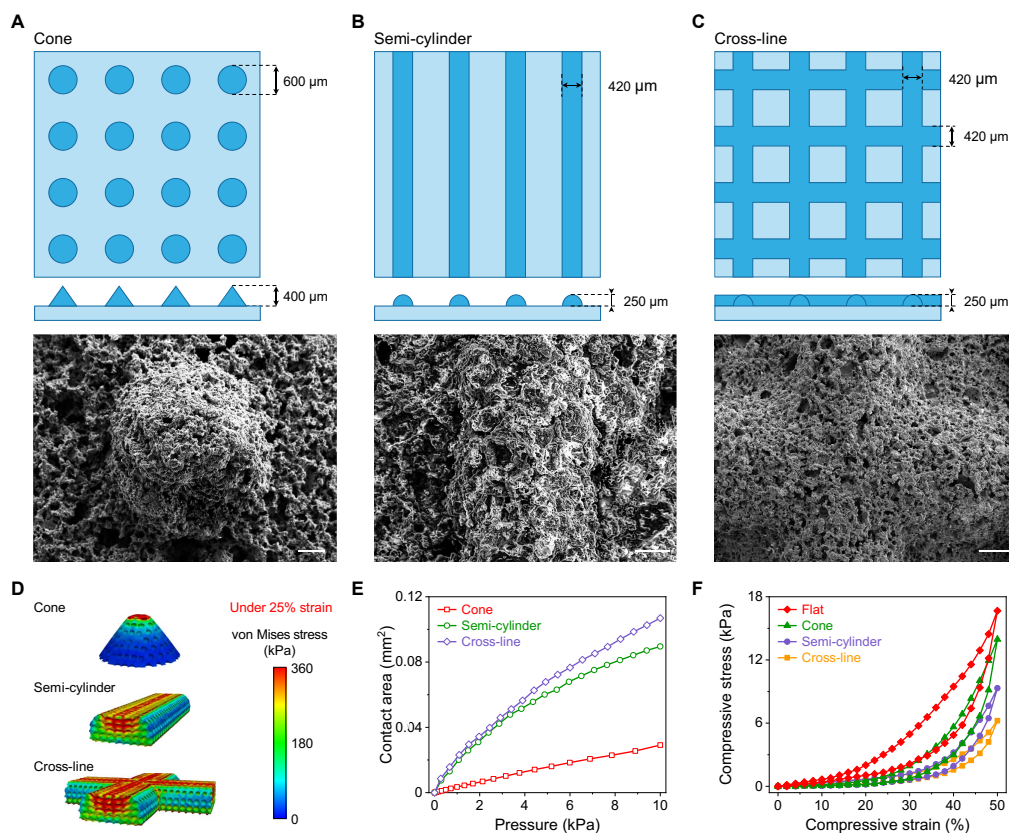 A
Cone
600 µm
400 µm
B
Semi-cylinder
420 µm
250 µm
C
Cross-line
420 µm
420 µm
250 µm
D
Cone
Under 25% strain
von Mises stress
(kPa)
Semi-cylinder
Cross-line
360
180
0
E
Contact area (mm²)
0.12
0.08
0.04
0
Cone
Semi-cylinder
Cross-line
0 2 4 6 8 10
Pressure (kPa)
F
Compressive stress (kPa)
18
12
6
0
Flat
Cone
Semi-cylinder
Cross-line
0 10 20 30 40 50
Compressive strain (%)